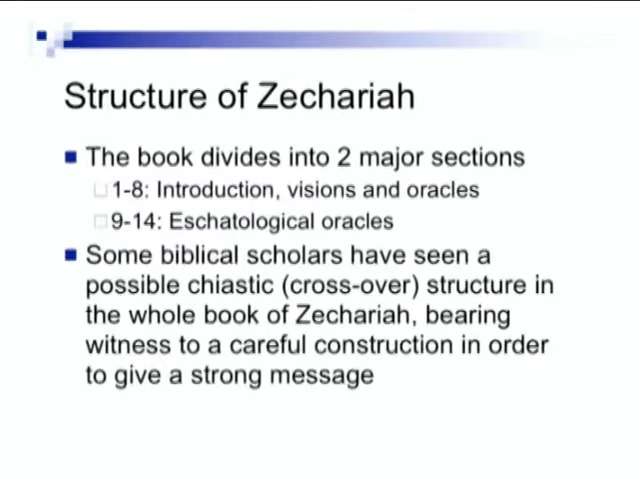 Structure of Zechariah
The book divides into 2 major sections
1-8: Introduction, visions and oracles
9-14: Eschatological oracles
Some biblical scholars have seen a
possible chiastic (cross-over) structure in
the whole book of Zechariah, bearing
witness to a careful construction in order
to give a strong message